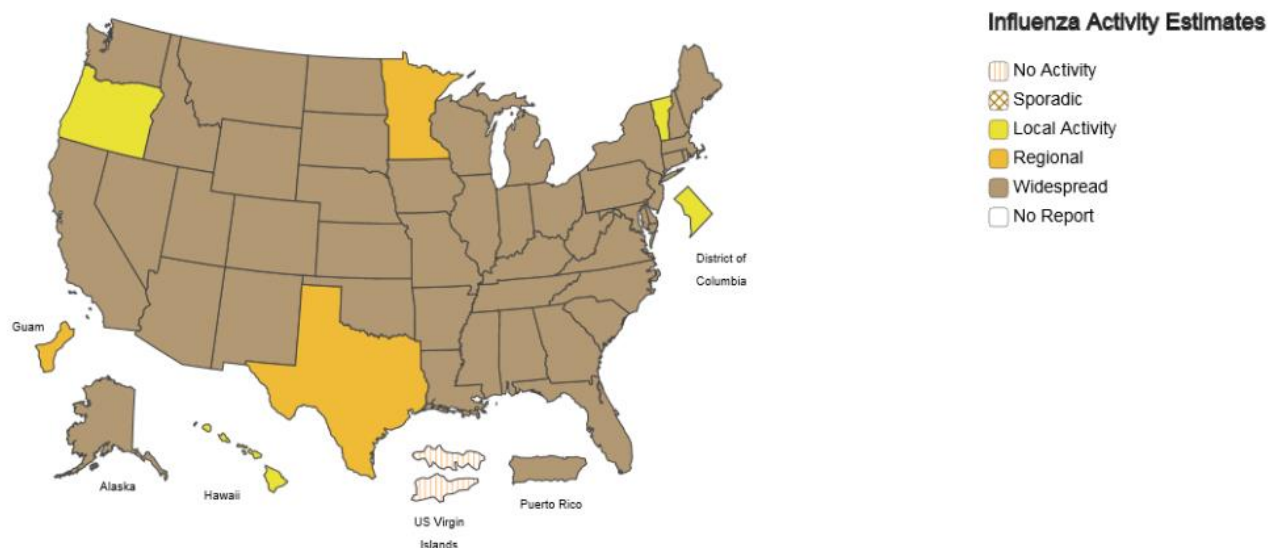 Influenza Activity Estimates
No Activity
Sporadic
Local Activity
Regional
Widespread
No Report
District of
Columbia
Guam
Alaska
Hawaii
US Virgin
Islands
Puerto Rico